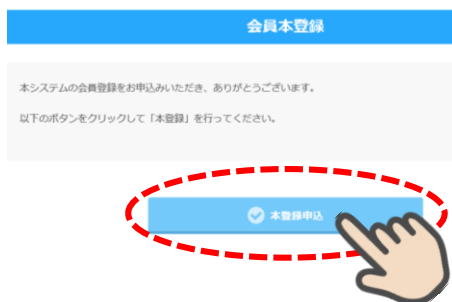 会員本登録
本システムの会員登録をお申込みいただき、ありがとうございます。
以下のボタンをクリックして「本登録」を行ってください。
本登録申込